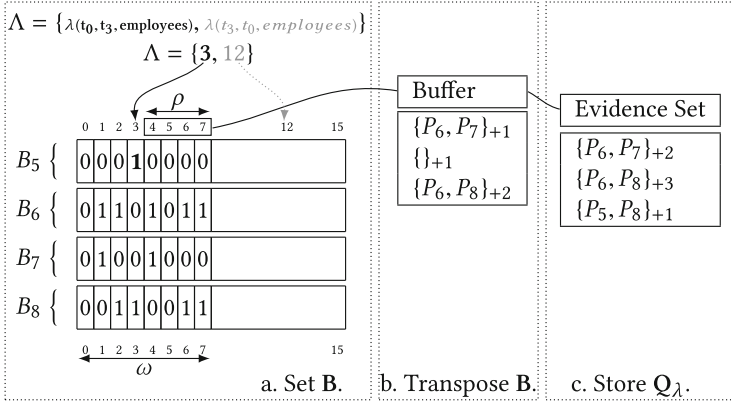 Λ = {λ(t₀,t₃,employees), λ(t₃,t₀,employees)}
Λ = {3, 12}
ρ
0 1 2 3 4 5 6 7 12 15
B₅ { 0 0 0 1 0 0 0 0
B₆ { 0 1 1 0 1 0 1 1
B₇ { 0 1 0 0 1 0 0 0
B₈ { 0 0 1 1 0 0 1 1
0 1 2 3 4 5 6 7 15
ω
a. Set B.
Buffer
{P₆, P₇}₊₁
{}₊₁
{P₆, P₈}₊₂
b. Transpose B.
Evidence Set
{P₆, P₇}₊₂
{P₆, P₈}₊₃
{P₅, P₈}₊₁
c. Store Q_λ.